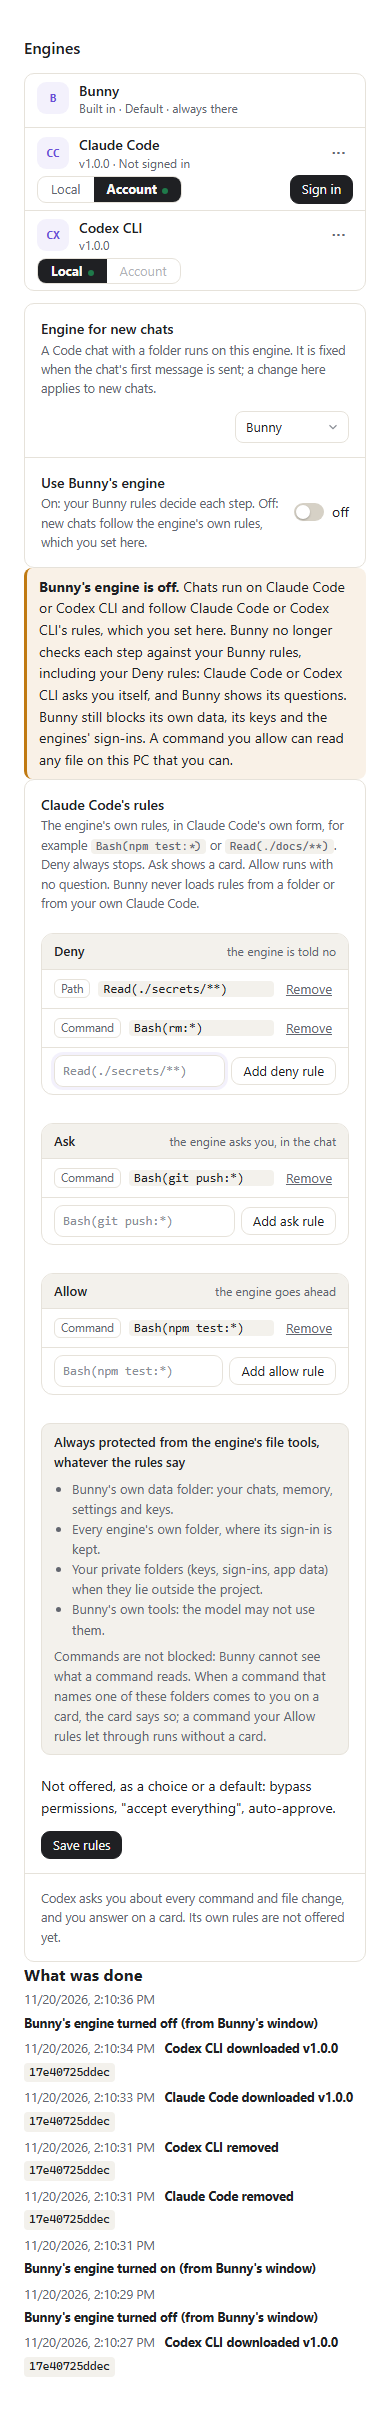 Engines
B
Bunny
Built in · Default · always there
CC
Claude Code
v1.0.0 · Not signed in
Local
Account
Sign in
CX
Codex CLI
v1.0.0
Local
Account
Engine for new chats
A Code chat with a folder runs on this engine. It is fixed
when the chat's first message is sent; a change here
applies to new chats.
Bunny
Use Bunny's engine
On: your Bunny rules decide each step. Off:
new chats follow the engine's own rules,
which you set here.
off
Bunny's engine is off. Chats run on Claude Code
or Codex CLI and follow Claude Code or Codex
CLI's rules, which you set here. Bunny no longer
checks each step against your Bunny rules,
including your Deny rules: Claude Code or Codex
CLI asks you itself, and Bunny shows its questions.
Bunny still blocks its own data, its keys and the
engines' sign-ins. A command you allow can read
any file on this PC that you can.
Claude Code's rules
The engine's own rules, in Claude Code's own form, for
example Bash(npm test:*) or Read(./docs/**).
Deny always stops. Ask shows a card. Allow runs with
no question. Bunny never loads rules from a folder or
from your own Claude Code.
Deny
the engine is told no
Path
Read(./secrets/**)
Remove
Command
Bash(rm:*)
Remove
Read(./secrets/**)
Add deny rule
Ask
the engine asks you, in the chat
Command
Bash(git push:*)
Remove
Bash(git push:*)
Add ask rule
Allow
the engine goes ahead
Command
Bash(npm test:*)
Remove
Bash(npm test:*)
Add allow rule
Always protected from the engine's file tools,
whatever the rules say
• Bunny's own data folder: your chats, memory,
settings and keys.
• Every engine's own folder, where its sign-in is
kept.
• Your private folders (keys, sign-ins, app data)
when they lie outside the project.
• Bunny's own tools: the model may not use
them.
Commands are not blocked: Bunny cannot see
what a command reads. When a command that
names one of these folders comes to you on a
card, the card says so; a command your Allow
rules let through runs without a card.
Not offered, as a choice or a default: bypass
permissions, "accept everything", auto-approve.
Save rules
Codex asks you about every command and file change,
and you answer on a card. Its own rules are not offered
yet.
What was done
11/20/2026, 2:10:36 PM
Bunny's engine turned off (from Bunny's window)
11/20/2026, 2:10:34 PM Codex CLI downloaded v1.0.0
17e40725ddec
11/20/2026, 2:10:33 PM Claude Code downloaded v1.0.0
17e40725ddec
11/20/2026, 2:10:31 PM Codex CLI removed
17e40725ddec
11/20/2026, 2:10:31 PM Claude Code removed
17e40725ddec
11/20/2026, 2:10:31 PM
Bunny's engine turned on (from Bunny's window)
11/20/2026, 2:10:29 PM
Bunny's engine turned off (from Bunny's window)
11/20/2026, 2:10:27 PM Codex CLI downloaded v1.0.0
17e40725ddec